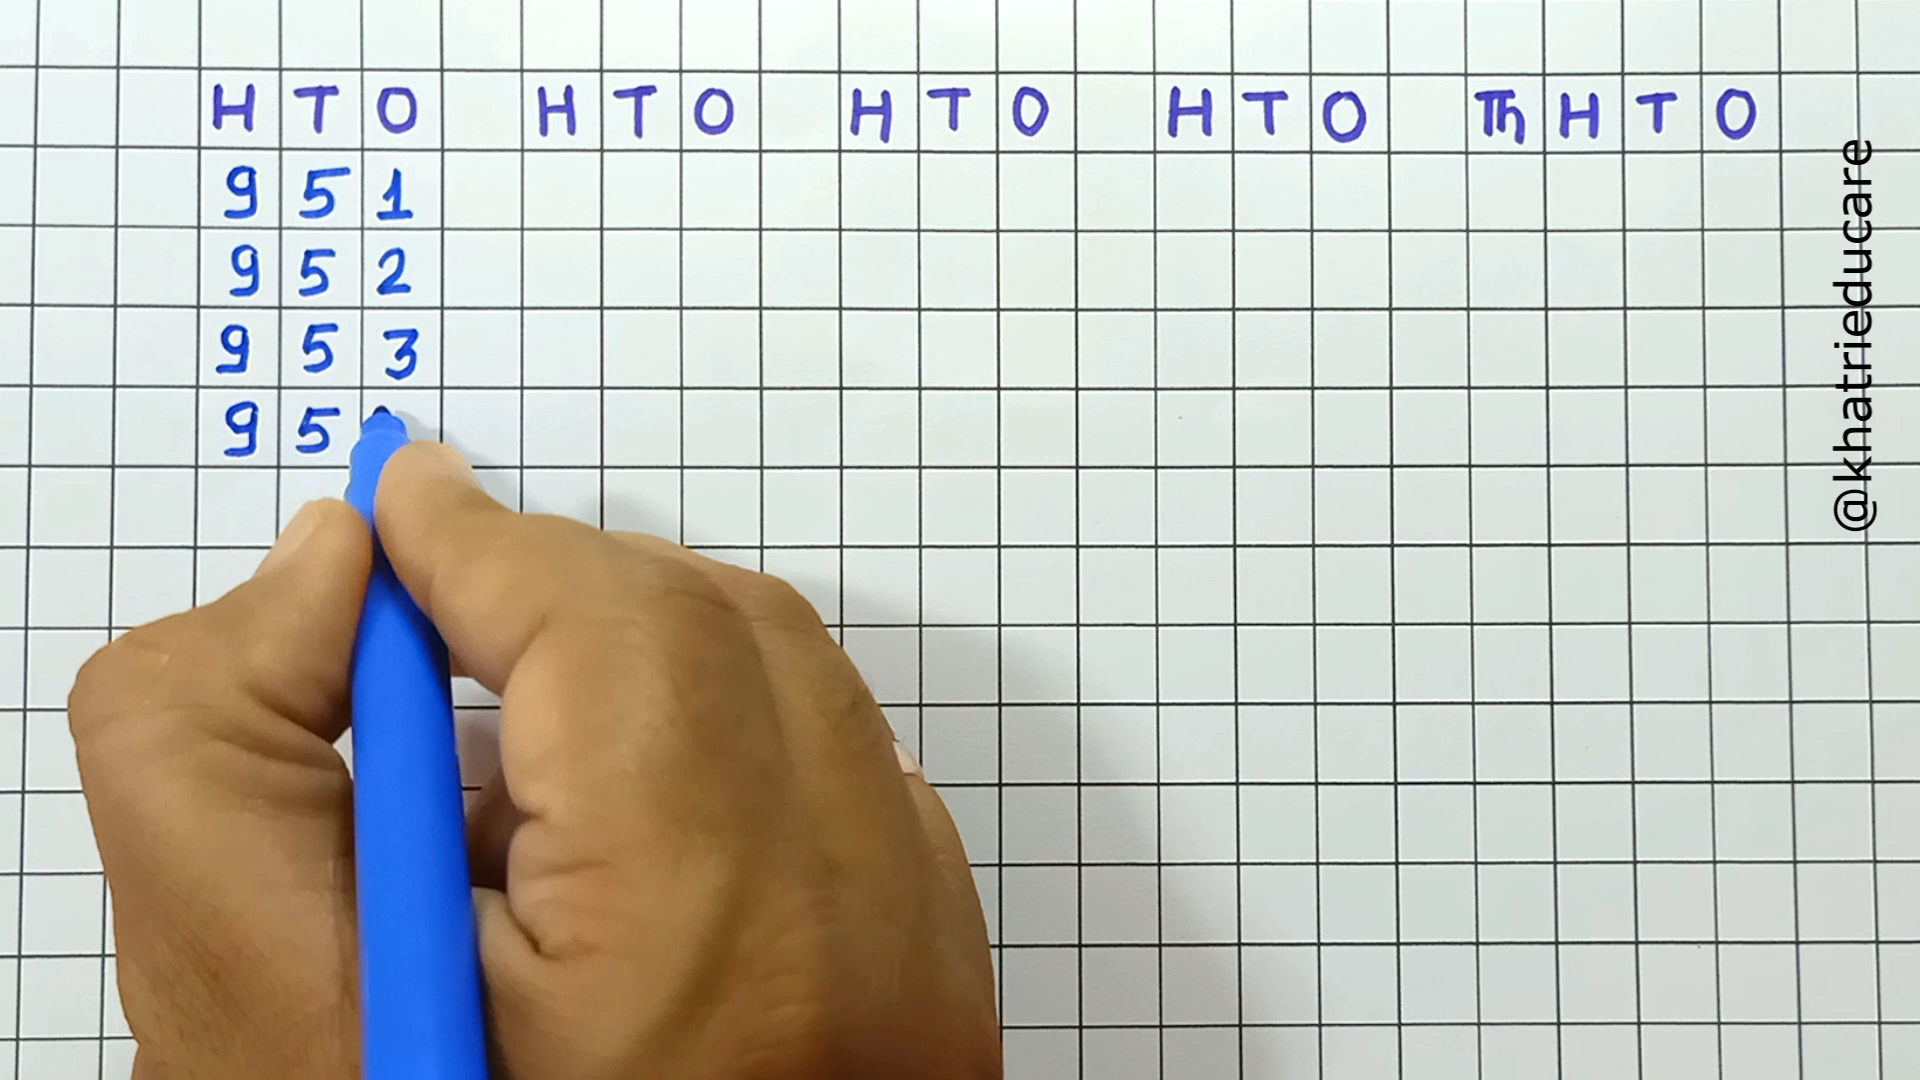 H T O H T O H T O H T O Th H T O
9 5 1
9 5 2
9 5 3
9 5
@khatrieducare